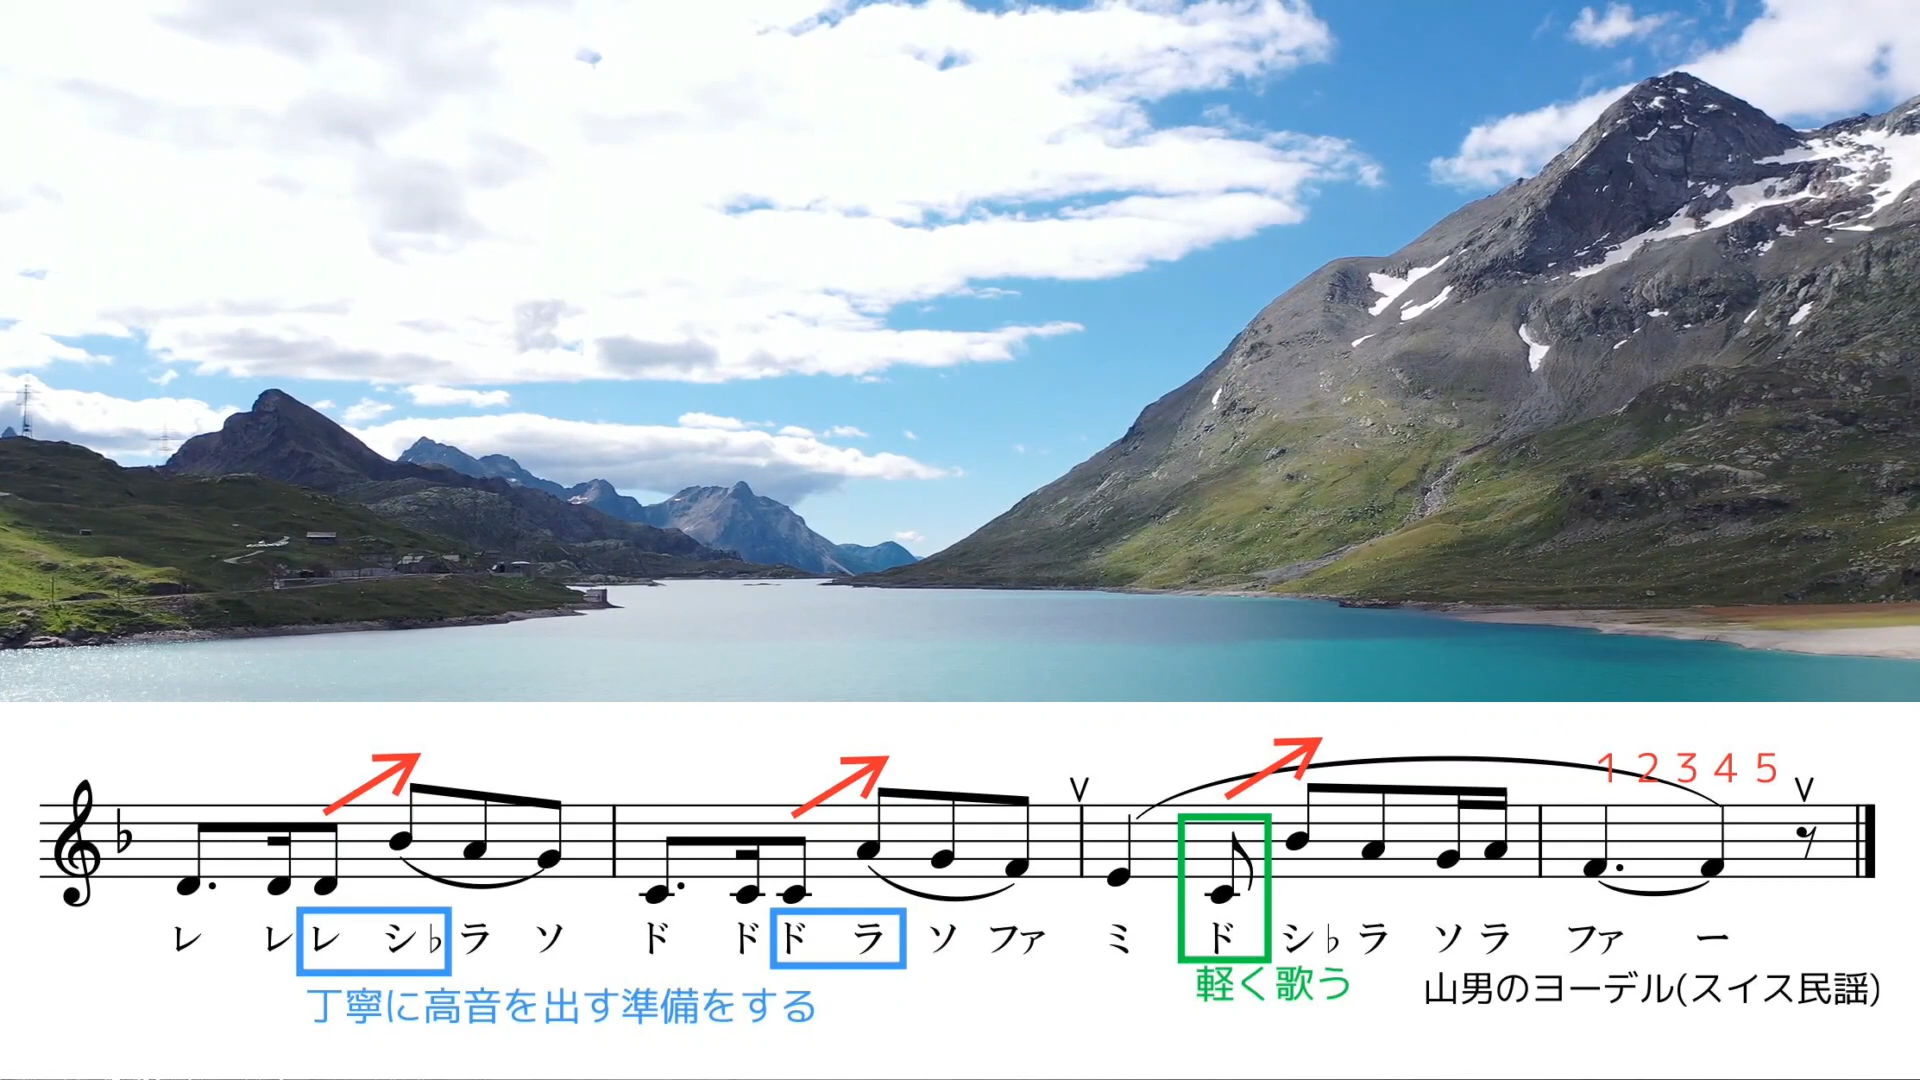 1 2 3 4 5
レ レ レ シ♭ ラ ソ ド ド ド ラ ソ ファ ミ ド シ♭ ラ ソ ラ ファ ー
丁寧に高音を出す準備をする
軽く歌う
山男のヨーデル(スイス民謡)